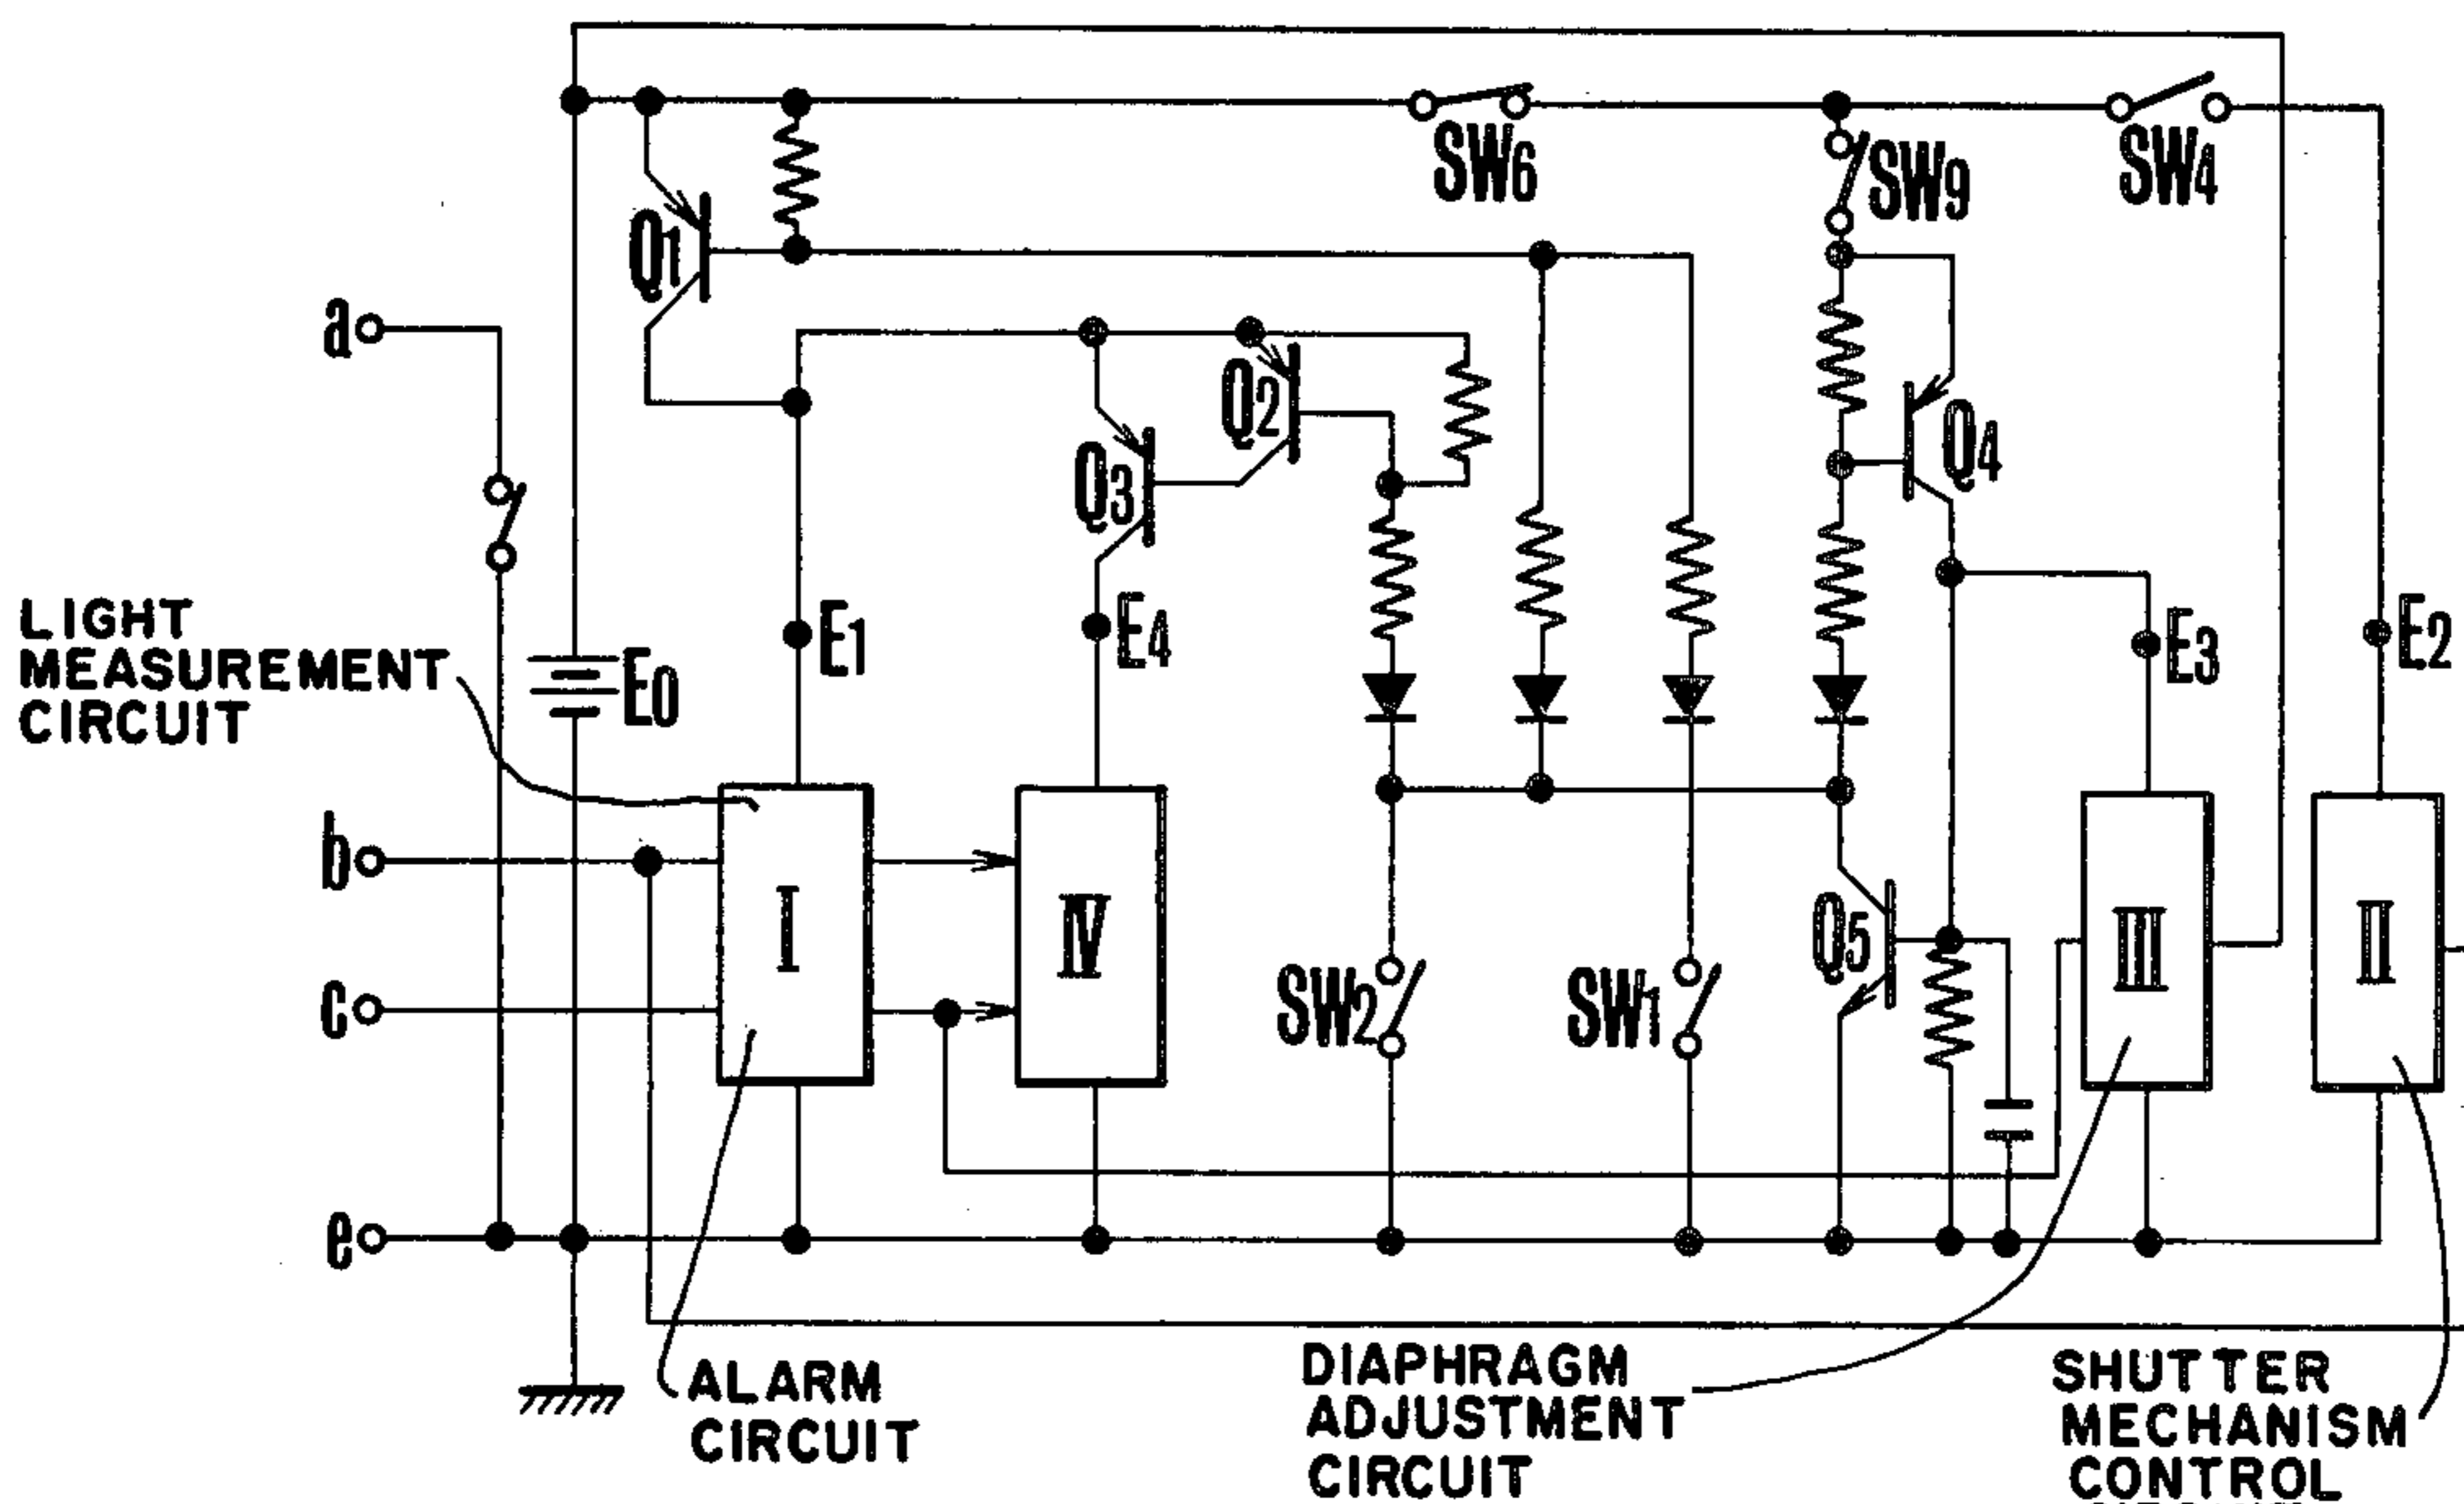 SW6
SW9
SW4
Q1
a
Q2
Q3
Q4
LIGHT
MEASUREMENT
CIRCUIT
E0
E1
E4
E3
E2
b
I
IV
Q5
III
II
c
SW2
SW1
e
ALARM
CIRCUIT
DIAPHRAGM
ADJUSTMENT
CIRCUIT
SHUTTER
MECHANISM
CONTROL